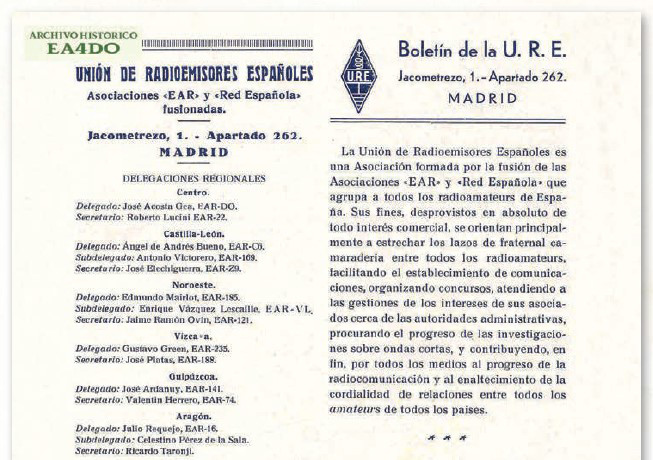 ARCHIVO HISTORICO
EA4DO
UNIÓN DE RADIOEMISORES ESPAÑOLES
Asociaciones «EAR» y «Red Española»
fusionadas.
Jacometrezo, 1. - Apartado 262.
MADRID
DELEGACIONES REGIONALES
Centro.
Delegado: José Acosta Gea, EAR-DO.
Secretario: Roberto Lucini EAR-22.
Castilla-León.
Delegado: Ángel de Andrés Bueno,
Subdelegado: Antonio Victorero, EAR-169.
Secretario: José Elechiguerra, EAR-29.
Noroeste.
Delegado: Edmundo Mairlot, EAR-185.
Subdelegado: Enrique Vázquez Lescaille, EAR-VL.
Secretario: Jaime Ramón Ovin, EAR-121.
Delegado: Gustavo Green, EAR-235.
Secretario: José Pintas, EAR-188.
Guipúzcoa.
Delegado: José Ardanuy, EAR-141.
Secretario: Valentín Herrero, EAR-74.
Aragón.
Delegado: Julio Requejo, EAR-16.
Subdelegado: Celestino Pérez de la Sala.
Secretario: Ricardo Taronjí.
U.R.E.
Boletín de la U. R. E.
Jacometrezo, 1.-Apartado 262.
MADRID
La Unión de Radioemisores Españoles es
una Asociación formada por la fusión de las
Asociaciones «EAR» y «Red Española» que
agrupa a todos los radioamateurs de Espa-
ña. Sus fines, desprovistos en absoluto de
todo interés comercial, se orientan principal-
mente a estrechar los lazos de fraternal ca-
maradería entre todos los radioamateurs,
facilitando el establecimiento de comunica-
ciones, organizando concursos, atendiendo a
las gestiones de los intereses de sus asocia-
dos cerca de las autoridades administrativas,
procurando el progreso de las investigacio-
nes sobre ondas cortas, y contribuyendo, en
fin, por todos los medios al progreso de la
radiocomunicación y al enaltecimiento de la
cordialidad de relaciones entre todos los
amateurs de todos los países.
* * *